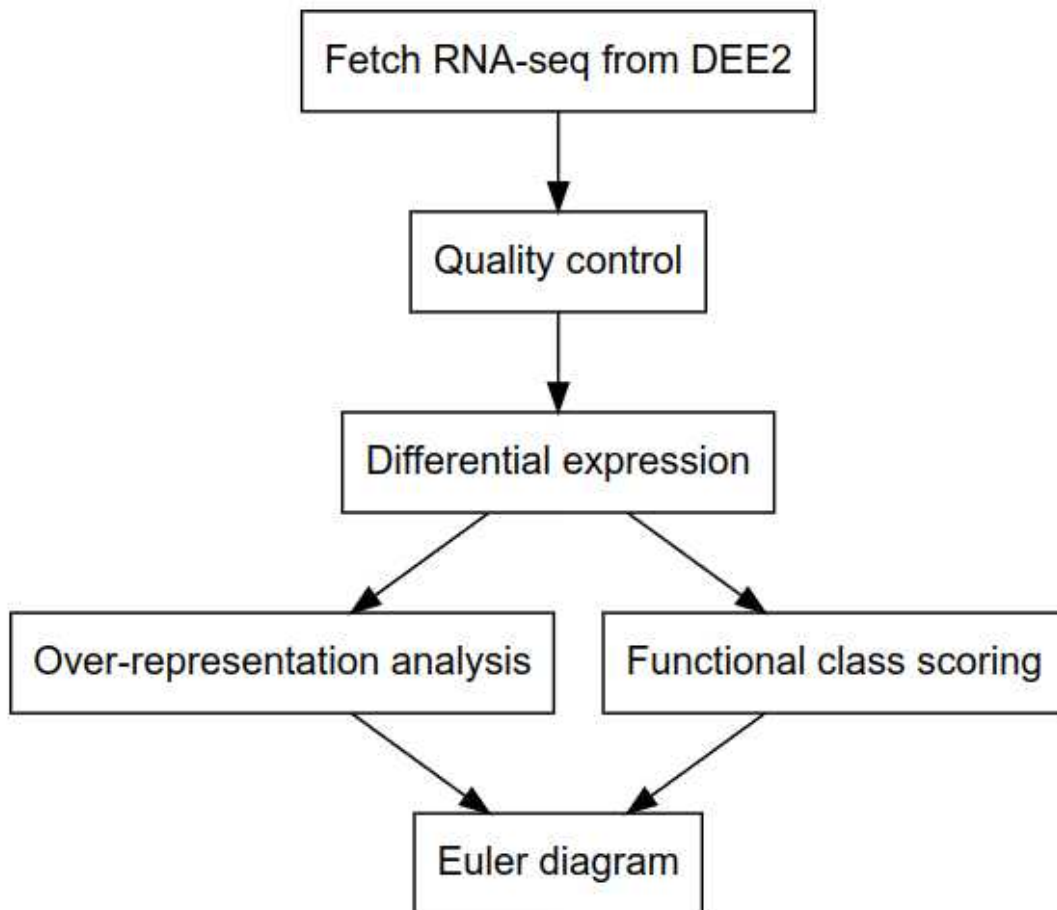 Fetch RNA-seq from DEE2
Quality control
Differential expression
Over-representation analysis
Functional class scoring
Euler diagram